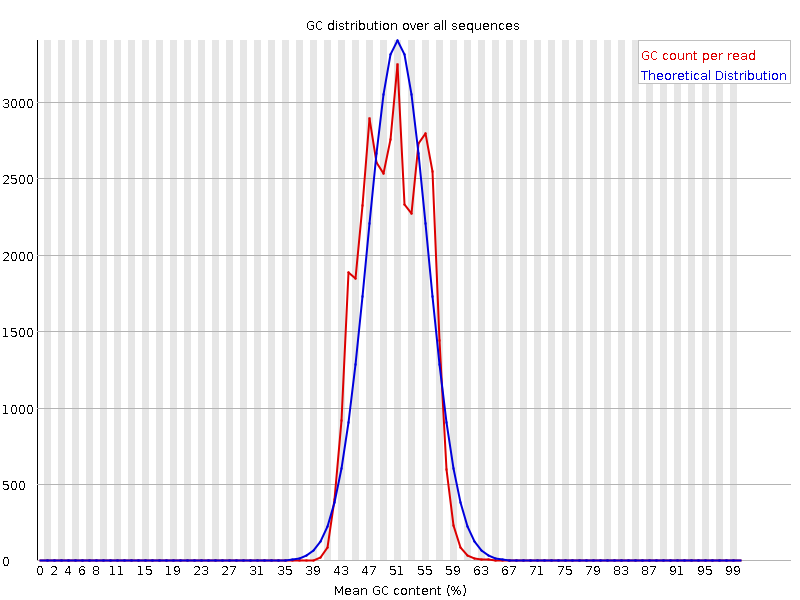 GC distribution over all sequences
GC count per read
Theoretical Distribution
3000
2500
2000
1500
1000
500
0
0 2 4 6 8 11 15 19 23 27 31 35 39 43 47 51 55 59 63 67 71 75 79 83 87 91 95 99
Mean GC content (%)